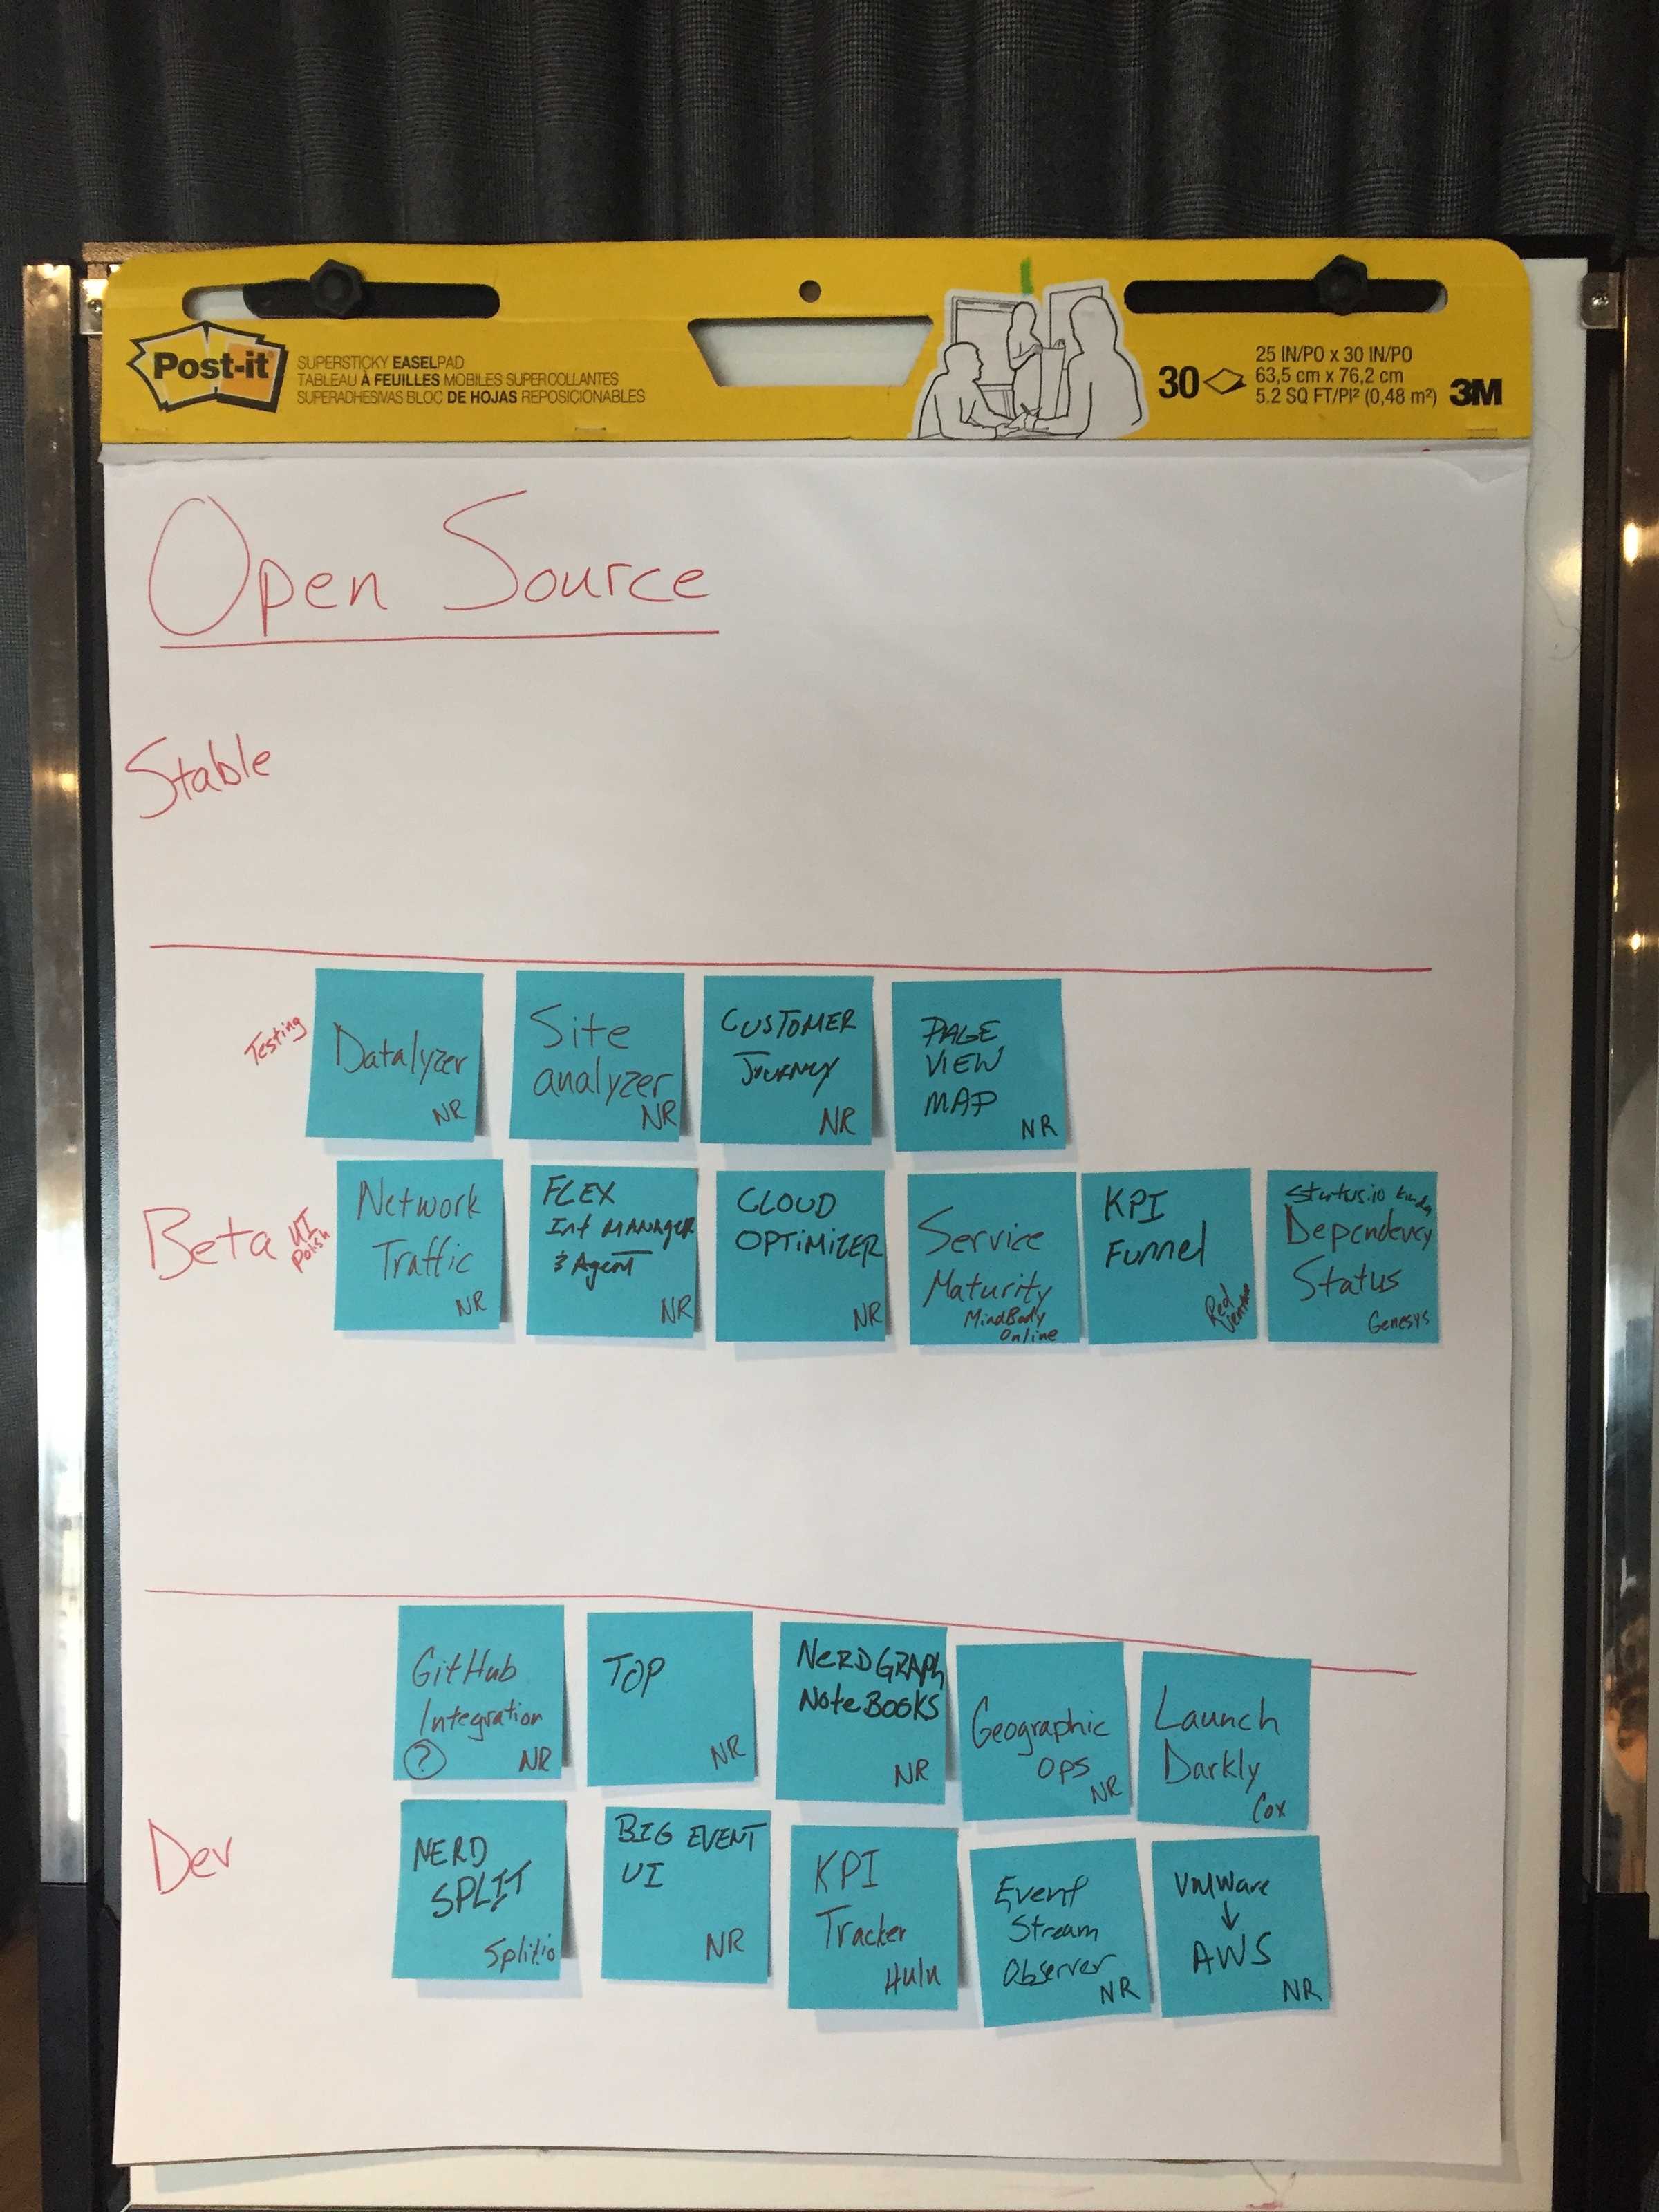 Post-it
SUPERSTICKY EASELPAD
TABLEAU À FEUILLES MOBILES SUPERCOLLANTES
SUPERADHESIVAS BLOC DE HOJAS REPOSICIONABLES
30
25 IN/PO x 30 IN/PO
63,5 cm x 76,2 cm
5.2 SQ FT/PI² (0,48 m²)
3M
Open Source
Stable
Testing
Datalyzer
NR
Site
analyzer
NR
CUSTOMER
JOURNEY
NR
PAGE
VIEW
MAP
NR
Beta
UI
polish
Network
Traffic
NR
FLEX
Int MANAGER
& Agent
NR
CLOUD
OPTIMIZER
NR
Service
Maturity
MindBody
Online
KPI
Funnel
Red
Ventures
Status.io kinda
Dependency
Status
Genesys
Dev
GitHub
Integration
? NR
TOP
NR
NERDGRAPh
NoteBOOKS
NR
Geographic
Ops
NR
Launch
Darkly
Cox
NERD
SPLIT
Split.io
BIG EVENT
UI
NR
KPI
Tracker
Hulu
Event
Stream
Observer
NR
VMWare
↓
AWS
NR